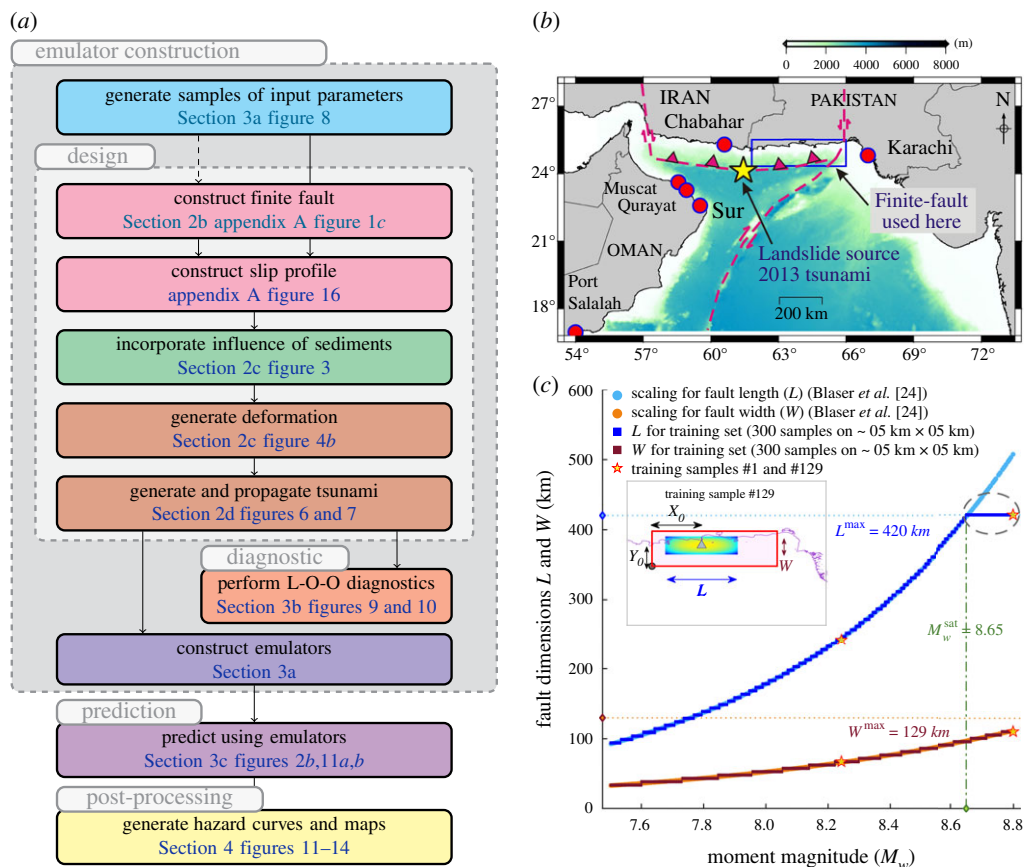 (a)
emulator construction
generate samples of input parameters
Section 3a figure 8
design
construct finite fault
Section 2b appendix A figure 1c
construct slip profile
appendix A figure 16
incorporate influence of sediments
Section 2c figure 3
generate deformation
Section 2c figure 4b
generate and propagate tsunami
Section 2d figures 6 and 7
diagnostic
perform L-O-O diagnostics
Section 3b figures 9 and 10
construct emulators
Section 3a
prediction
predict using emulators
Section 3c figures 2b,11a,b
post-processing
generate hazard curves and maps
Section 4 figures 11–14
(b)
(m)
0 2000 4000 6000 8000
27°
24°
21°
18°
IRAN
PAKISTAN
N
Chabahar
Karachi
Muscat
Qurayat
Sur
Finite-fault
used here
OMAN
Landslide source
2013 tsunami
Port
Salalah
200 km
54° 57° 60° 63° 66° 69° 72°
(c)
600
500
400
300
200
100
0
fault dimensions L and W (km)
scaling for fault length (L) (Blaser et al. [24])
scaling for fault width (W) (Blaser et al. [24])
L for training set (300 samples on ~ 05 km × 05 km)
W for training set (300 samples on ~ 05 km × 05 km)
training samples #1 and #129
training sample #129
X0
Y0
W
L
Lmax = 420 km
Mwsat = 8.65
Wmax = 129 km
7.6 7.8 8.0 8.2 8.4 8.6 8.8
moment magnitude (Mw)